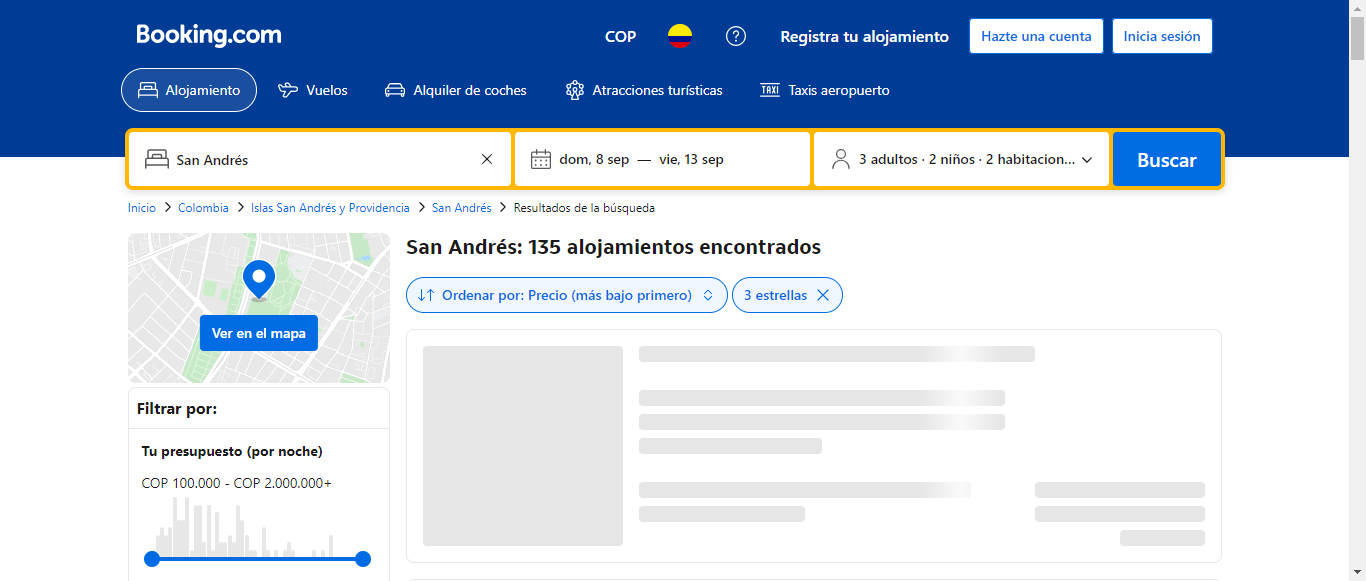 Booking.com
COP
Registra tu alojamiento
Hazte una cuenta
Inicia sesión
Alojamiento
Vuelos
Alquiler de coches
Atracciones turísticas
TAXI Taxis aeropuerto
San Andrés
dom, 8 sep — vie, 13 sep
3 adultos · 2 niños · 2 habitacion...
Buscar
Inicio > Colombia > Islas San Andrés y Providencia > San Andrés > Resultados de la búsqueda
Ver en el mapa
Filtrar por:
Tu presupuesto (por noche)
COP 100.000 - COP 2.000.000+
San Andrés: 135 alojamientos encontrados
Ordenar por: Precio (más bajo primero)
3 estrellas